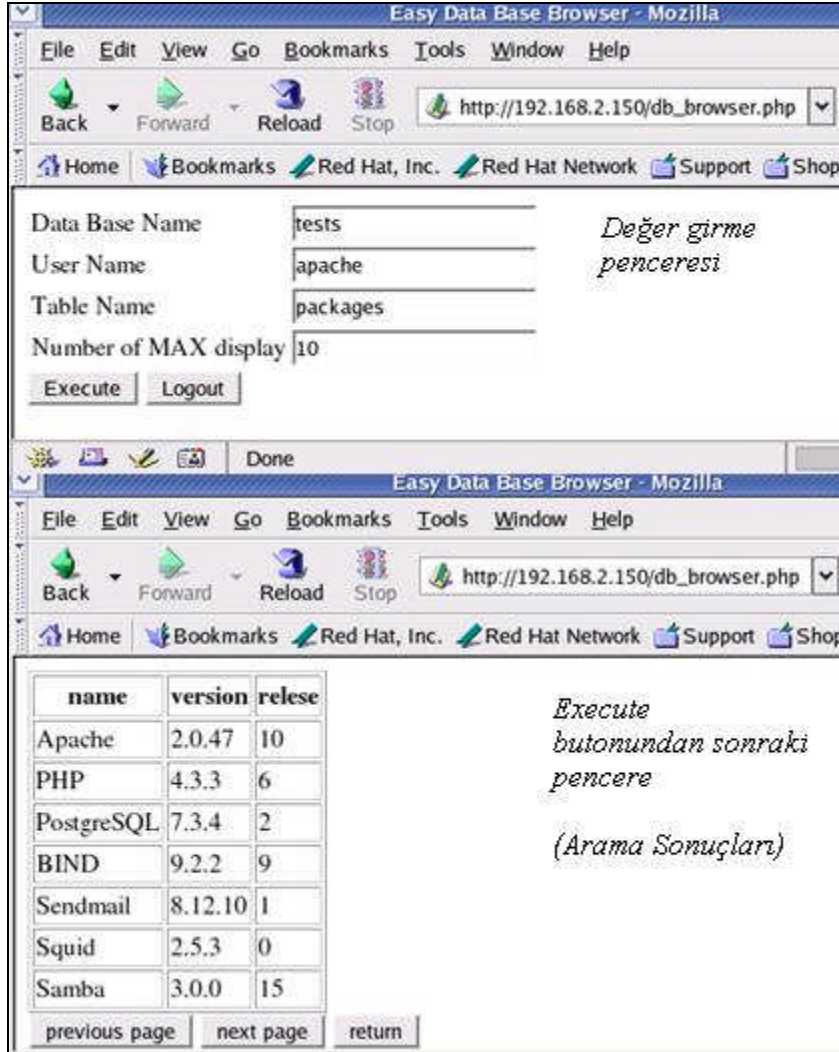 Easy Data Base Browser - Mozilla
File Edit View Go Bookmarks Tools Window Help
Back Forward Reload Stop http://192.168.2.150/db_browser.php
Home Bookmarks Red Hat, Inc. Red Hat Network Support Shop
Data Base Name tests
User Name apache
Table Name packages
Number of MAX display 10
Execute Logout
Değer girme
penceresi
Done
Easy Data Base Browser - Mozilla
File Edit View Go Bookmarks Tools Window Help
Back Forward Reload Stop http://192.168.2.150/db_browser.php
Home Bookmarks Red Hat, Inc. Red Hat Network Support Shop
name version relese
Apache 2.0.47 10
PHP 4.3.3 6
PostgreSQL 7.3.4 2
BIND 9.2.2 9
Sendmail 8.12.10 1
Squid 2.5.3 0
Samba 3.0.0 15
previous page next page return
Execute
butonundan sonraki
pencere
(Arama Sonuçları)